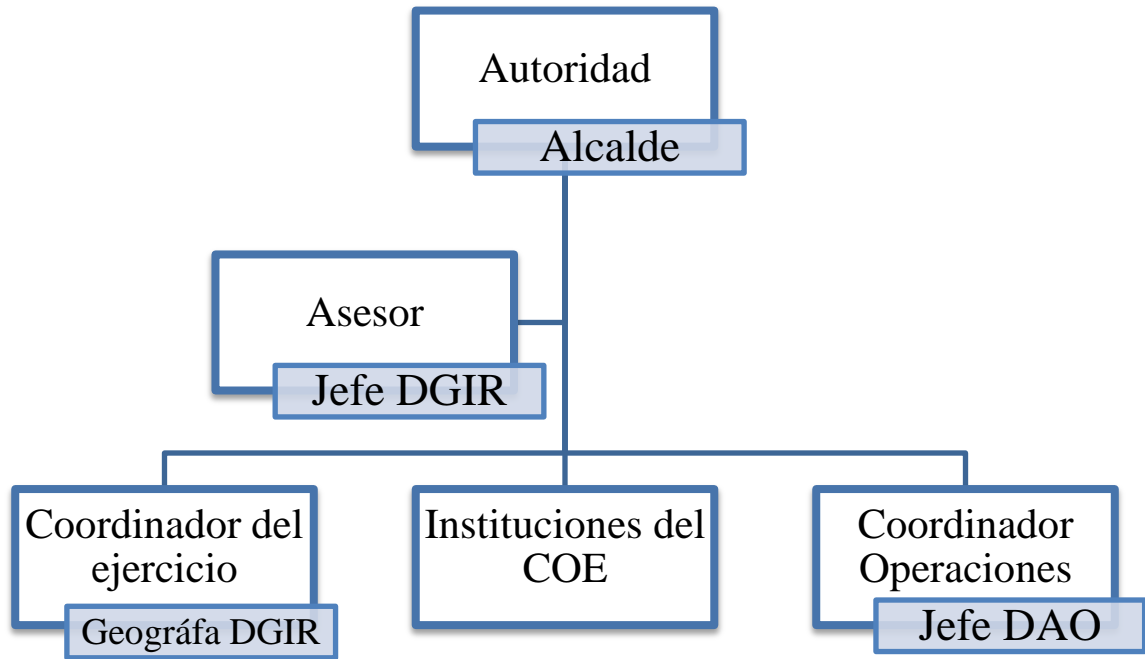 Autoridad
Alcalde
Asesor
Jefe DGIR
Coordinador del
ejercicio
Geográfa DGIR
Instituciones del
COE
Coordinador
Operaciones
Jefe DAO